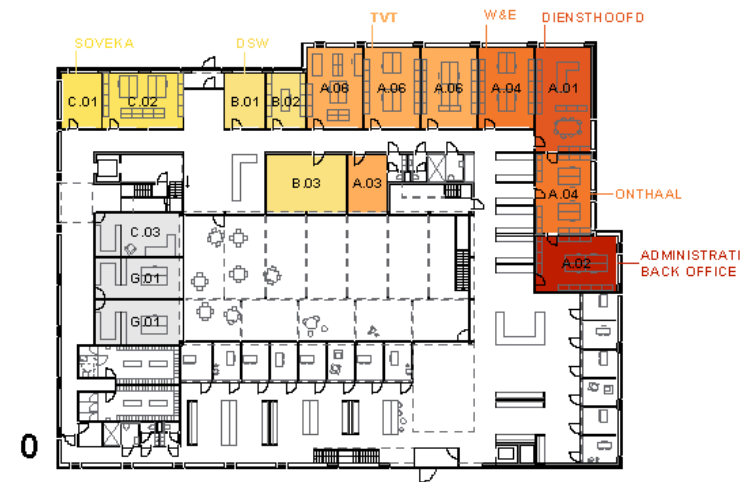 TVT
W&E
DIENSTHOOFD
SOVEKA
DSW
C.01
C.02
B.01
B.02
A.06
A.06
A.04
A.01
B.03
A.03
A.04
ONTHAAL
C.03
A.02
ADMINISTRATI
BACK OFFICE
G.01
G.01
0